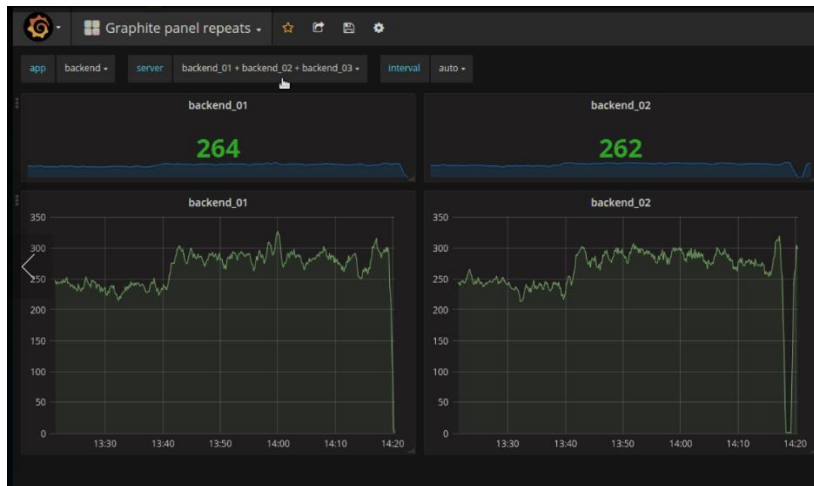 Graphite panel repeats
app backend server backend_01 + backend_02 + backend_03 interval auto
backend_01 backend_02
264 262
backend_01 backend_02
350 350
300 300
250 250
200 200
150 150
100 100
50 50
0 0
13:30 13:40 13:50 14:00 14:10 14:20 13:30 13:40 13:50 14:00 14:10 14:20